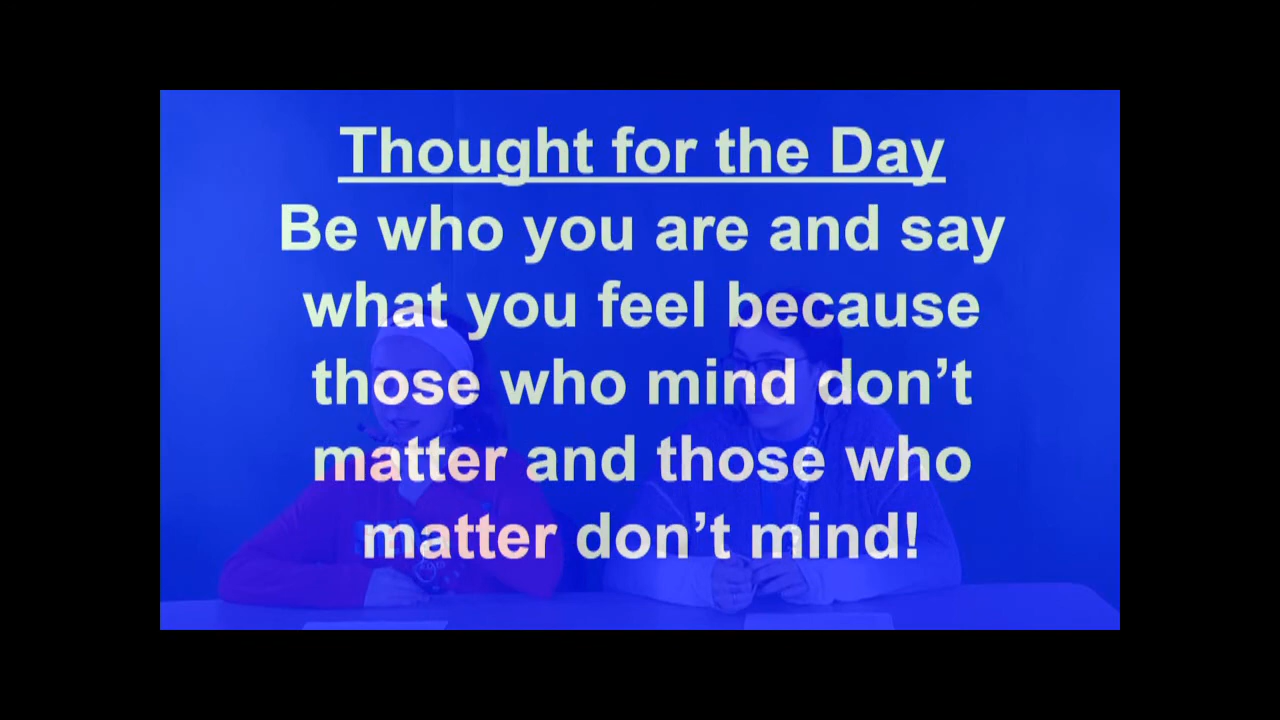 Thought for the Day
Be who you are and say
what you feel because
those who mind don’t
matter and those who
matter don’t mind!